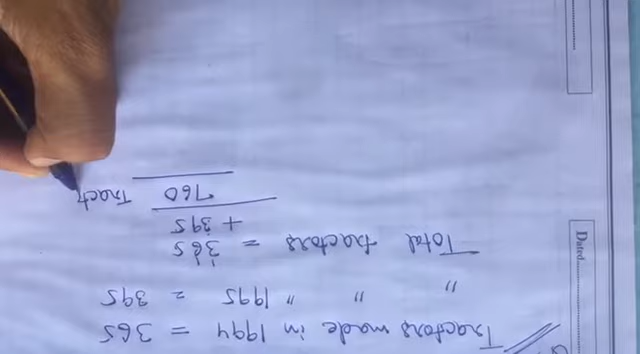 Tractors made in 1994 = 365
" " " 1995 = 395
Total tractors = 365
+ 395
760 Tract
Dated